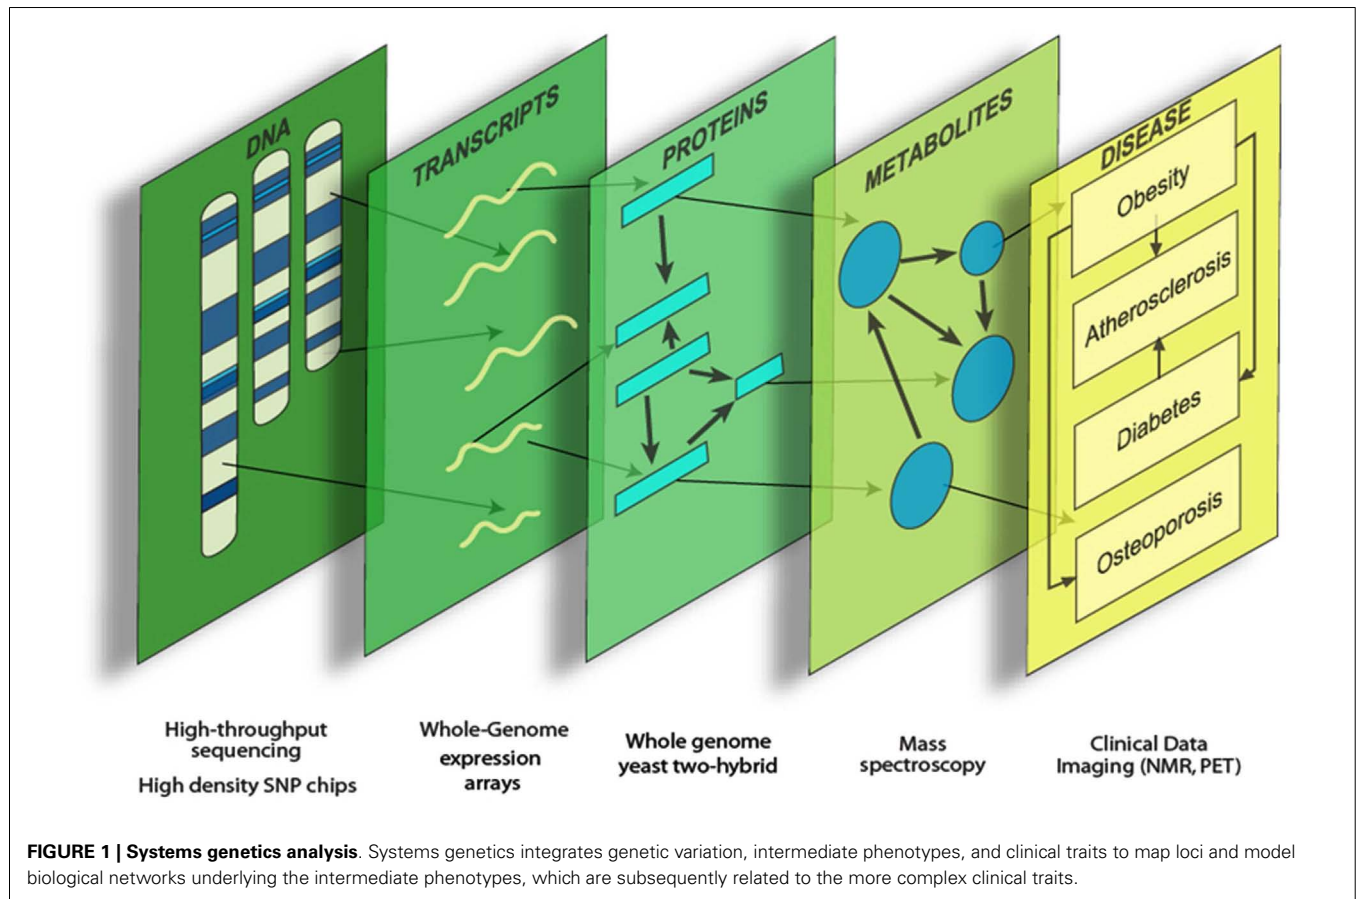 DNA
TRANSCRIPTS
PROTEINS
METABOLITES
DISEASE
Obesity
Atherosclerosis
Diabetes
Osteoporosis
High-throughput
sequencing
High density SNP chips
Whole-Genome
expression
arrays
Whole genome
yeast two-hybrid
Mass
spectroscopy
Clinical Data
Imaging (NMR, PET)
FIGURE 1 | Systems genetics analysis. Systems genetics integrates genetic variation, intermediate phenotypes, and clinical traits to map loci and model
biological networks underlying the intermediate phenotypes, which are subsequently related to the more complex clinical traits.